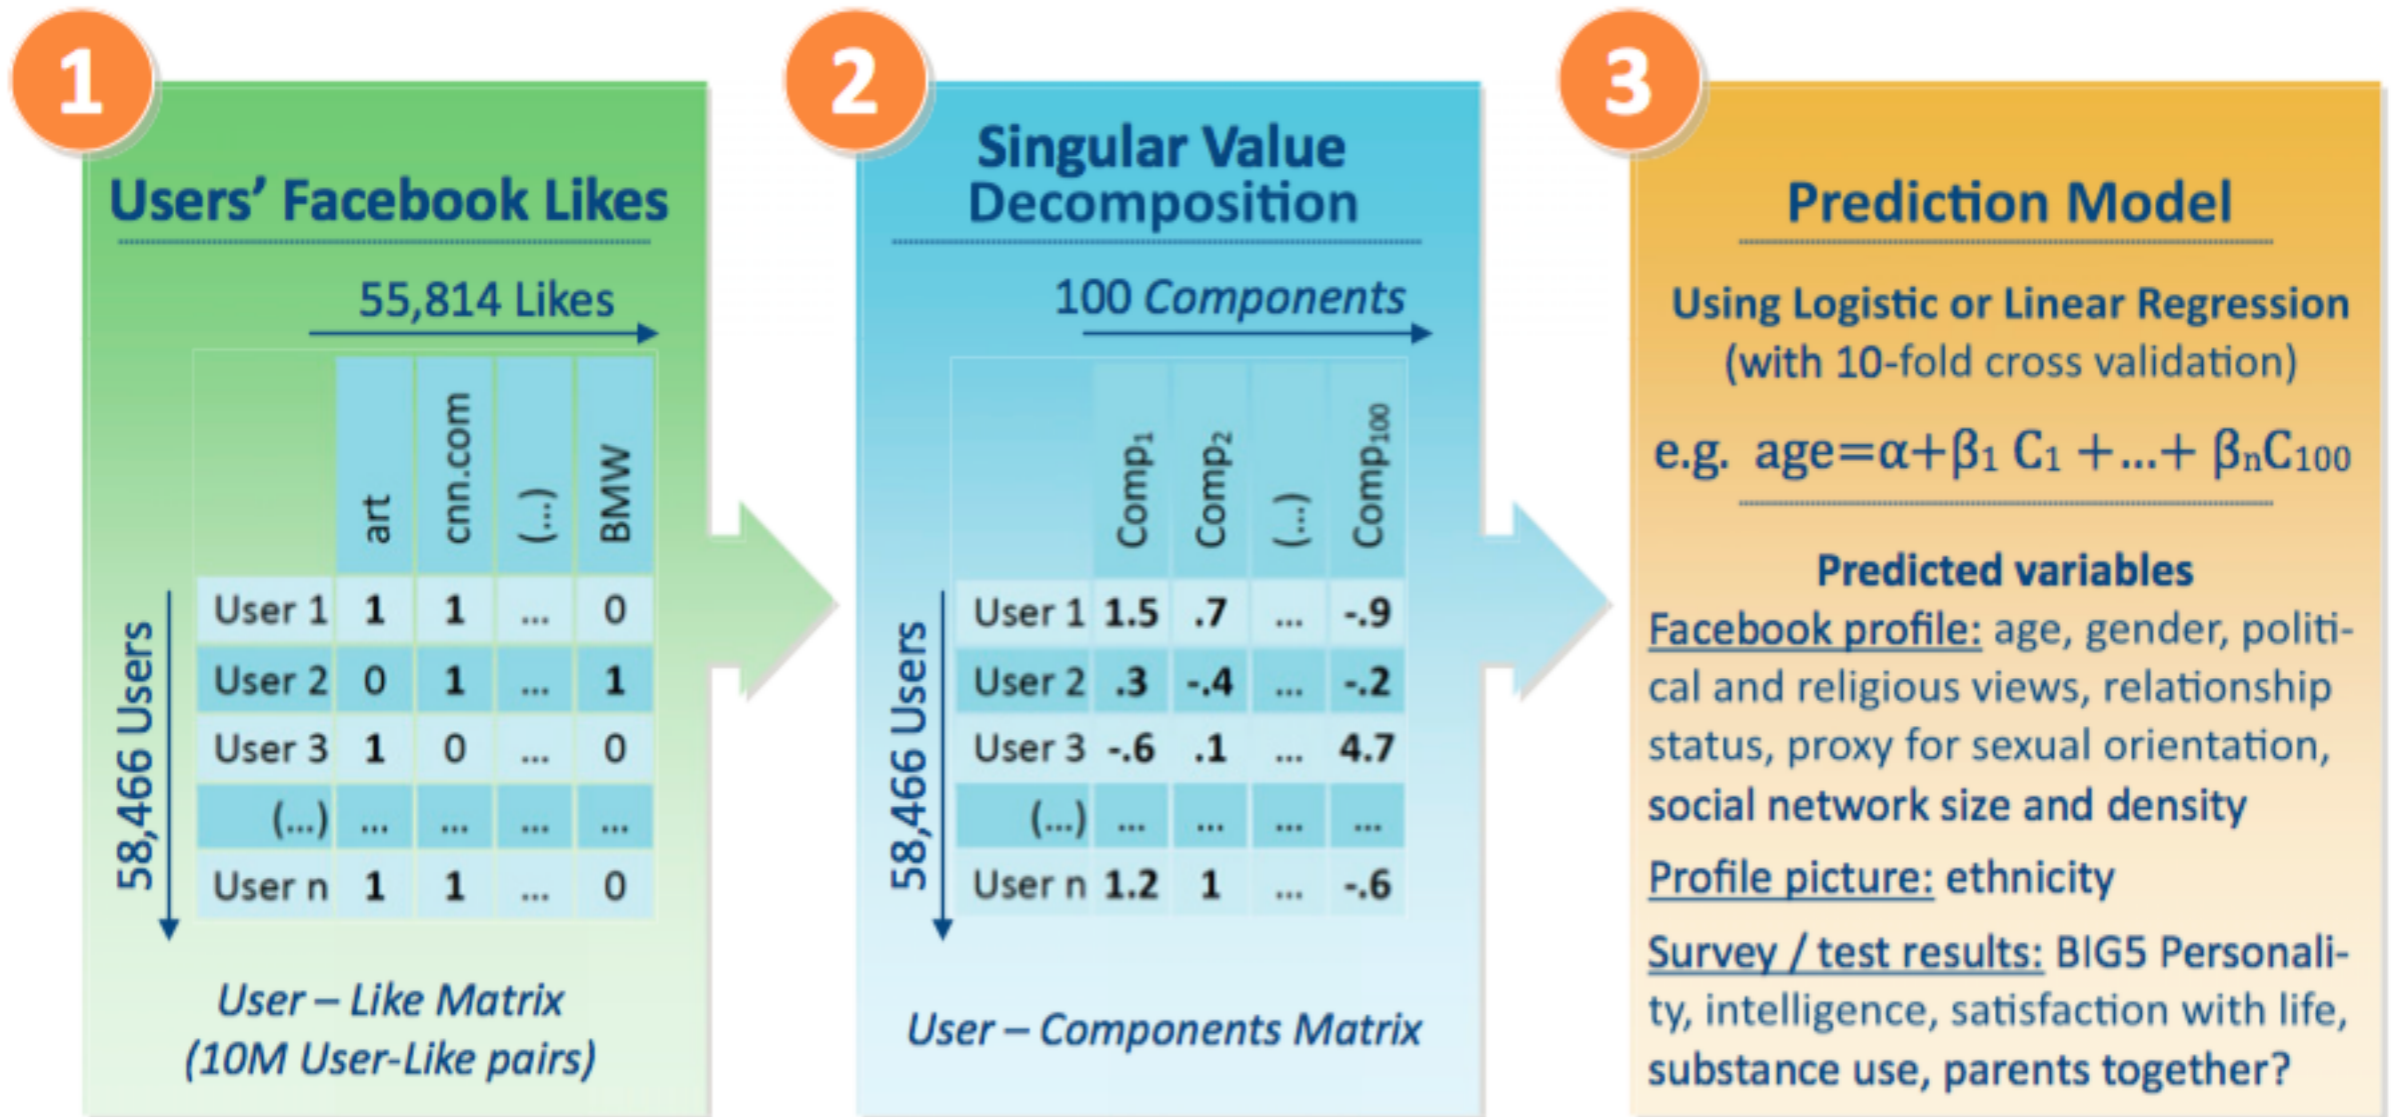 1
Users' Facebook Likes
55,814 Likes
art cnn.com (...) BMW
58,466 Users
User 1 1 1 ... 0
User 2 0 1 ... 1
User 3 1 0 ... 0
(...) ... ... ... ...
User n 1 1 ... 0
User – Like Matrix
(10M User-Like pairs)
2
Singular Value
Decomposition
100 Components
Comp₁ Comp₂ (...) Comp₁₀₀
58,466 Users
User 1 1.5 .7 ... -.9
User 2 .3 -.4 ... -.2
User 3 -.6 .1 ... 4.7
(...) ... ... ... ...
User n 1.2 1 ... -.6
User – Components Matrix
3
Prediction Model
Using Logistic or Linear Regression
(with 10-fold cross validation)
e.g. age=α+β₁ C₁ +...+ βₙC₁₀₀
Predicted variables
Facebook profile: age, gender, politi-
cal and religious views, relationship
status, proxy for sexual orientation,
social network size and density
Profile picture: ethnicity
Survey / test results: BIG5 Personali-
ty, intelligence, satisfaction with life,
substance use, parents together?